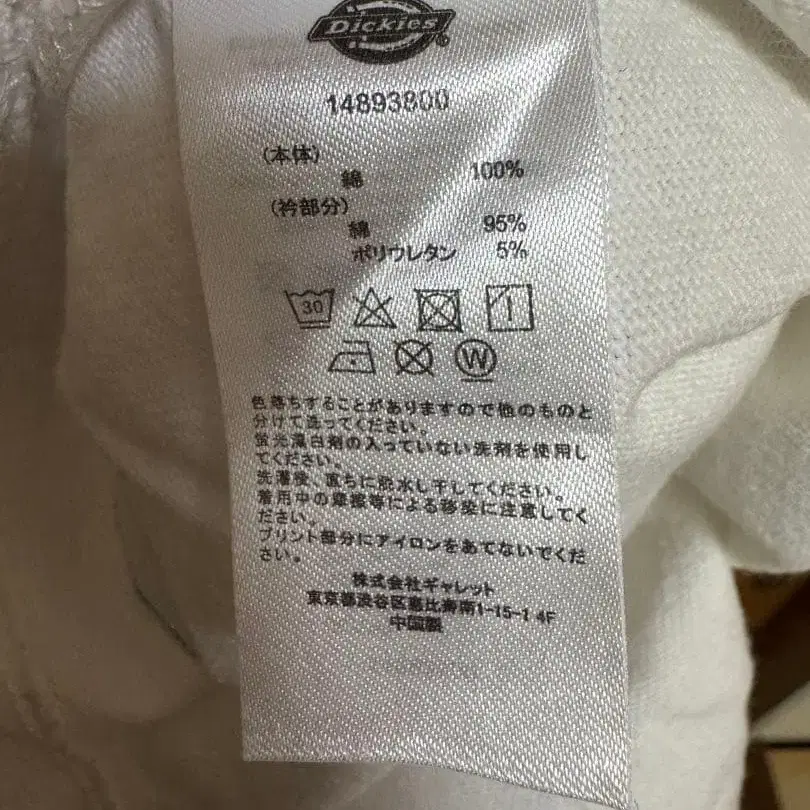 Dickies®
14893800
(本体)
綿 100%
(衿部分)
綿 95%
ポリウレタン 5%
30
W
色落ちすることがありますので他のものと
分けて洗ってください。
蛍光漂白剤の入っていない洗剤を使用し
てください。
洗濯後、直ちに脱水し干してください。
着用中の摩擦等による移染に注意してく
ださい。
プリント部分にアイロンをあてないでくだ
さい。
株式会社ギャレット
東京都渋谷区恵比寿南1-15-1 4F
中国製